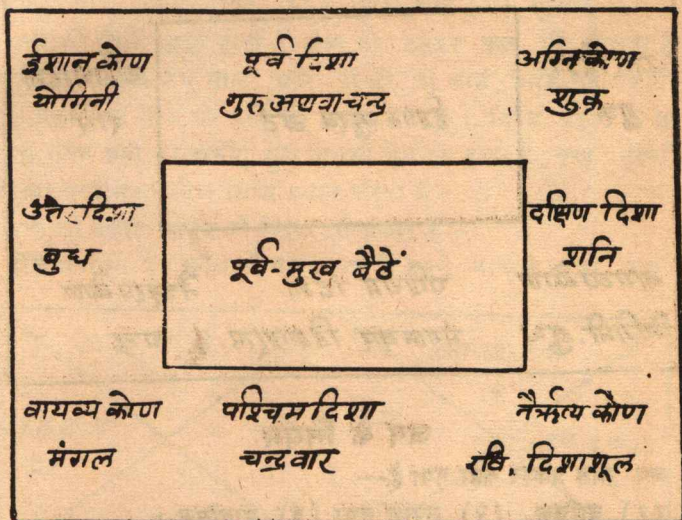 ईशान कोण पूर्व दिशा अग्नि कोण
योगिनी गुरु अथवा चन्द्र शुक्र
उत्तर दिशा दक्षिण दिशा
बुध पूर्व-मुख बैठें शनि
वायव्य कोण पश्चिम दिशा नैर्ऋत्य कोण
मंगल चन्द्रवार रवि. दिशाशूल